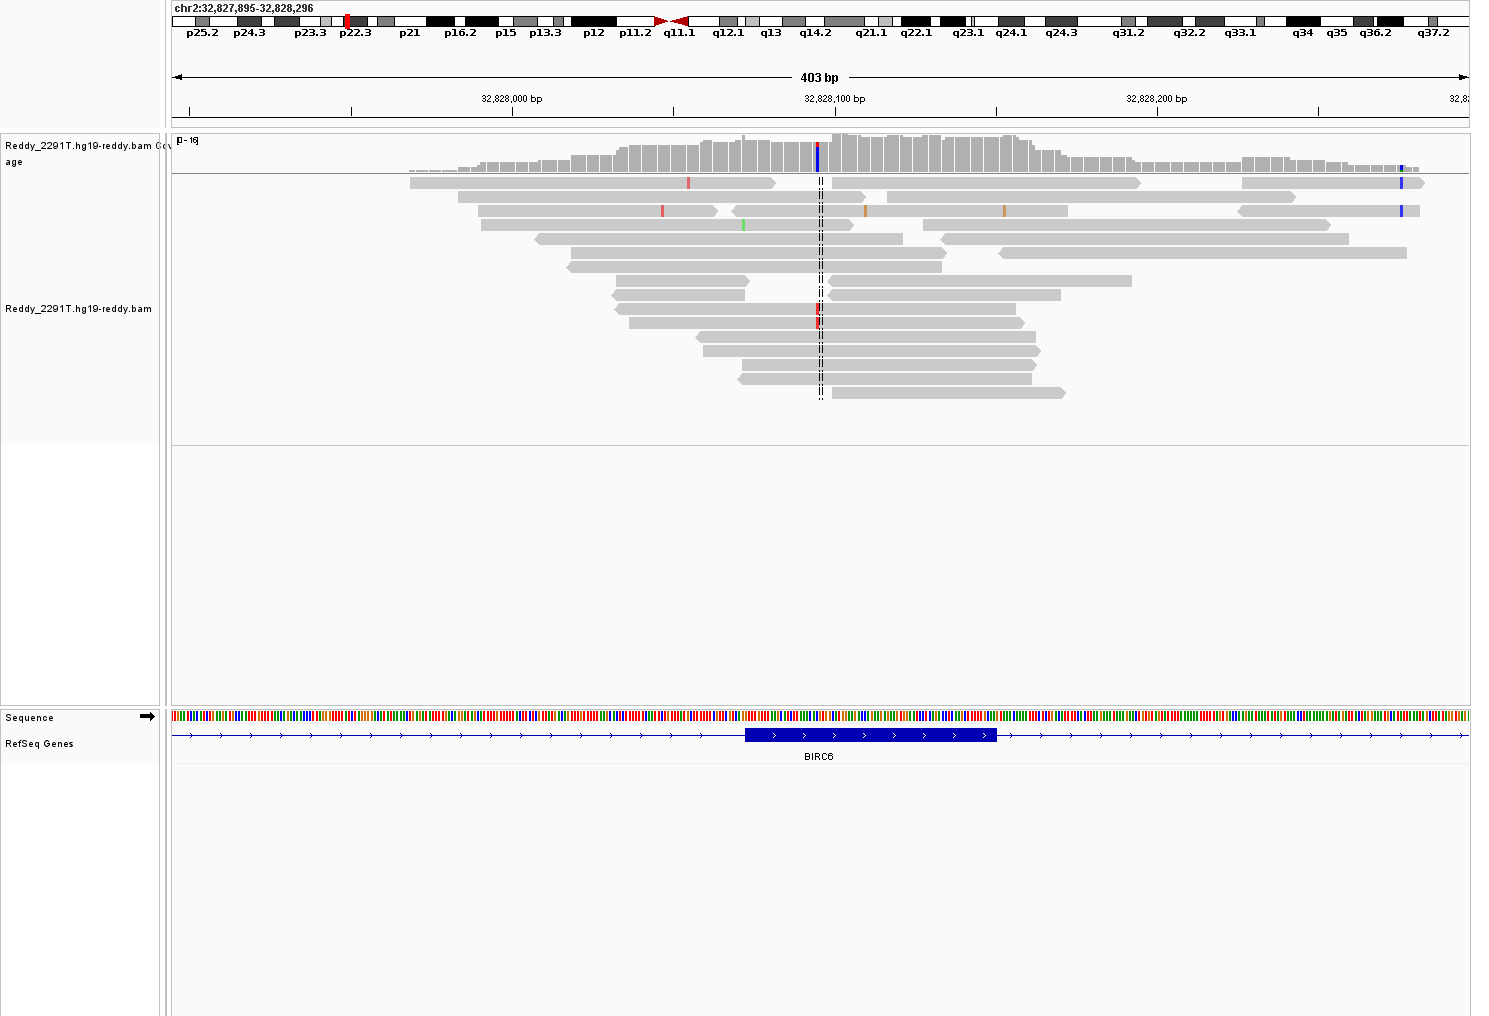 chr2:32,827,895-32,828,296
p25.2 p24.3 p23.3 p22.3 p21 p16.2 p15 p13.3 p12 p11.2 q11.1 q12.1 q13 q14.2 q21.1 q22.1 q23.1 q24.1 q24.3 q31.2 q32.2 q33.1 q34 q35 q36.2 q37.2
403 bp
32,828,000 bp 32,828,100 bp 32,828,200 bp 32,82
Reddy_2291T.hg19-reddy.bam Cov
age
[0 - 16]
Reddy_2291T.hg19-reddy.bam
Sequence
RefSeq Genes
BIRC6